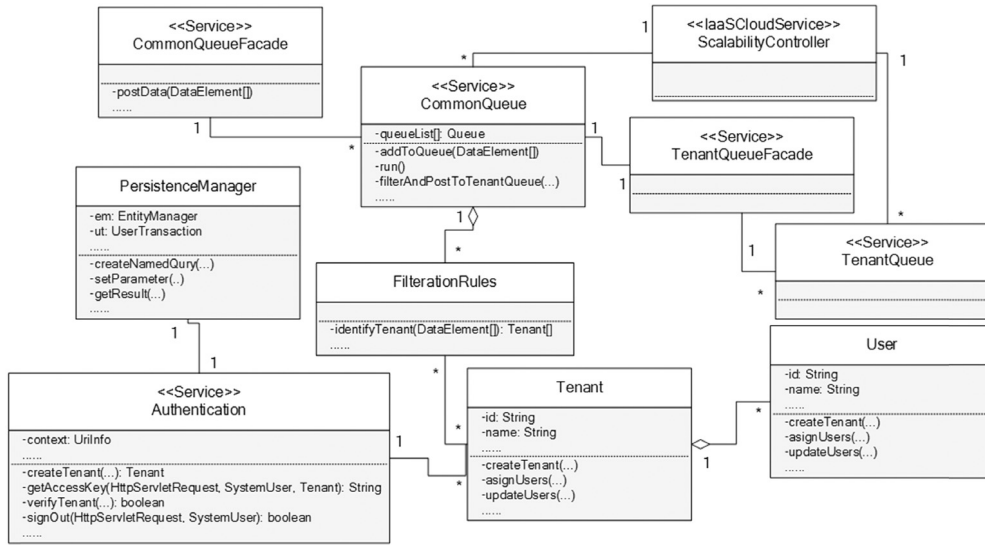 <<Service>>
CommonQueueFacade
-postData(DataElement[])
......
1
*
<<IaaSCloudService>>
ScalabilityController
1
*
1
*
<<Service>>
CommonQueue
-queueList[]: Queue
-addToQueue(DataElement[])
-run()
-filterAndPostToTenantQueue(...)
......
1
1
<<Service>>
TenantQueueFacade
1
*
<<Service>>
TenantQueue
PersistenceManager
-em: EntityManager
-ut: UserTransaction
......
-createNamedQury(...)
-setParameter(..)
-getResult(...)
......
1
1
1
*
FilterationRules
-identifyTenant(DataElement[]): Tenant[]
......
*
*
<<Service>>
Authentication
-context: UriInfo
......
-createTenant(...): Tenant
-getAccessKey(HttpServletRequest, SystemUser, Tenant): String
-verifyTenant(...): boolean
-signOut(HttpServletRequest, SystemUser): boolean
......
1
*
Tenant
-id: String
-name: String
......
-createTenant(...)
-asignUsers(...)
-updateUsers(...)
......
1
*
User
-id: String
-name: String
......
-createTenant(...)
-asignUsers(...)
-updateUsers(...)
......